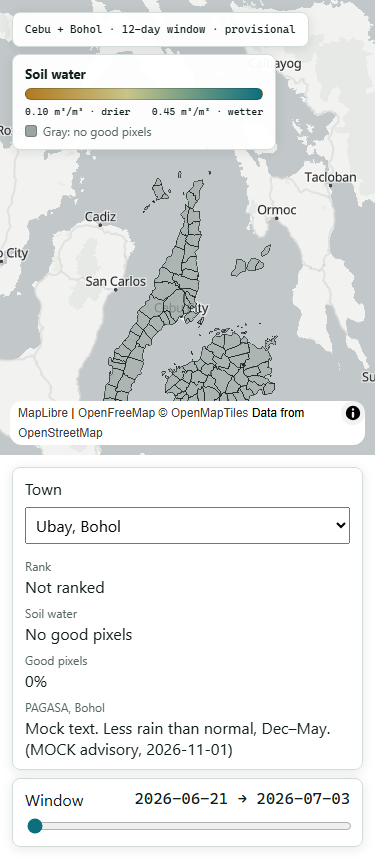 Cebu + Bohol · 12-day window · provisional
Soil water
0.10 m³/m³ · drier 0.45 m³/m³ · wetter
Gray: no good pixels
Tacloban
Cadiz
Ormoc
City
San Carlos
MapLibre | OpenFreeMap © OpenMapTiles Data from
OpenStreetMap
Town
Ubay, Bohol
Rank
Not ranked
Soil water
No good pixels
Good pixels
0%
PAGASA, Bohol
Mock text. Less rain than normal, Dec–May.
(MOCK advisory, 2026-11-01)
Window 2026-06-21 → 2026-07-03